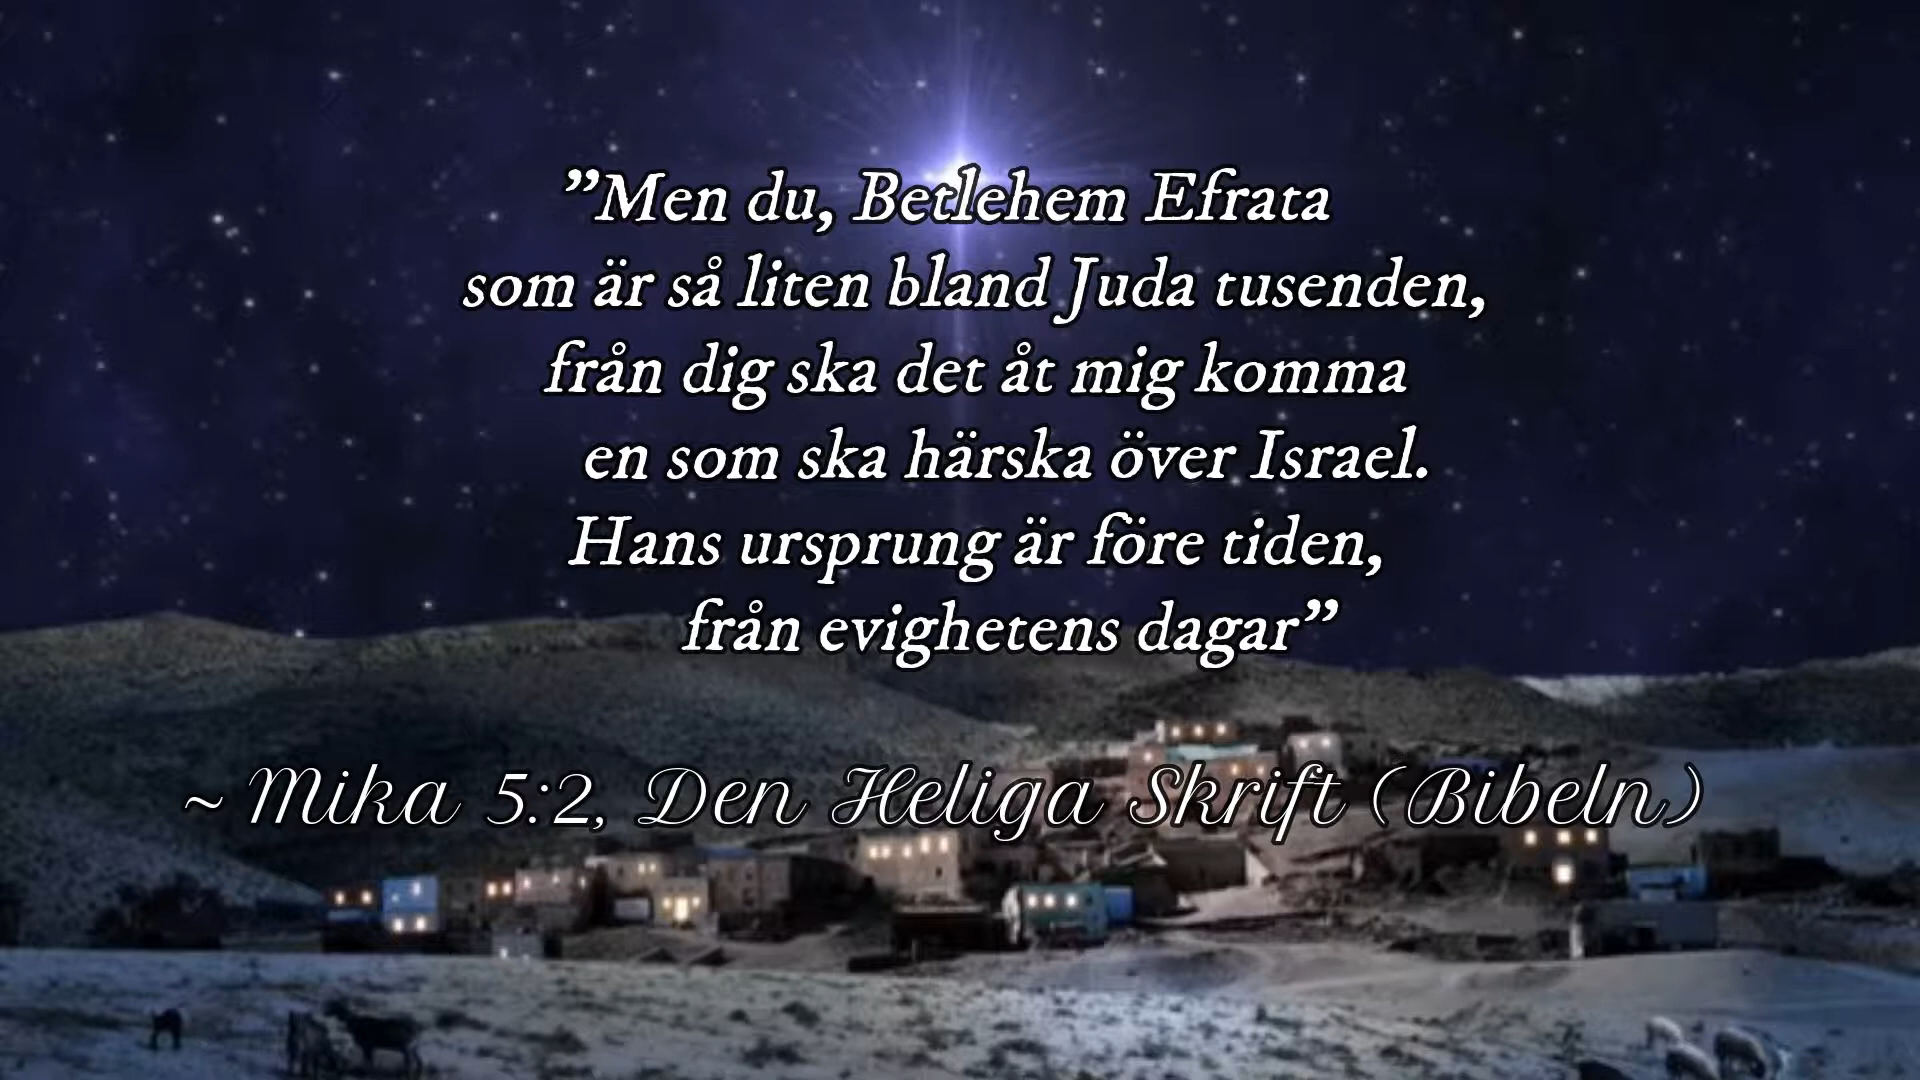 ”Men du, Betlehem Efrata
som är så liten bland Juda tusenden,
från dig ska det åt mig komma
en som ska härska över Israel.
Hans ursprung är före tiden,
från evighetens dagar”
~ Mika 5:2, Den Heliga Skrift (Bibeln)